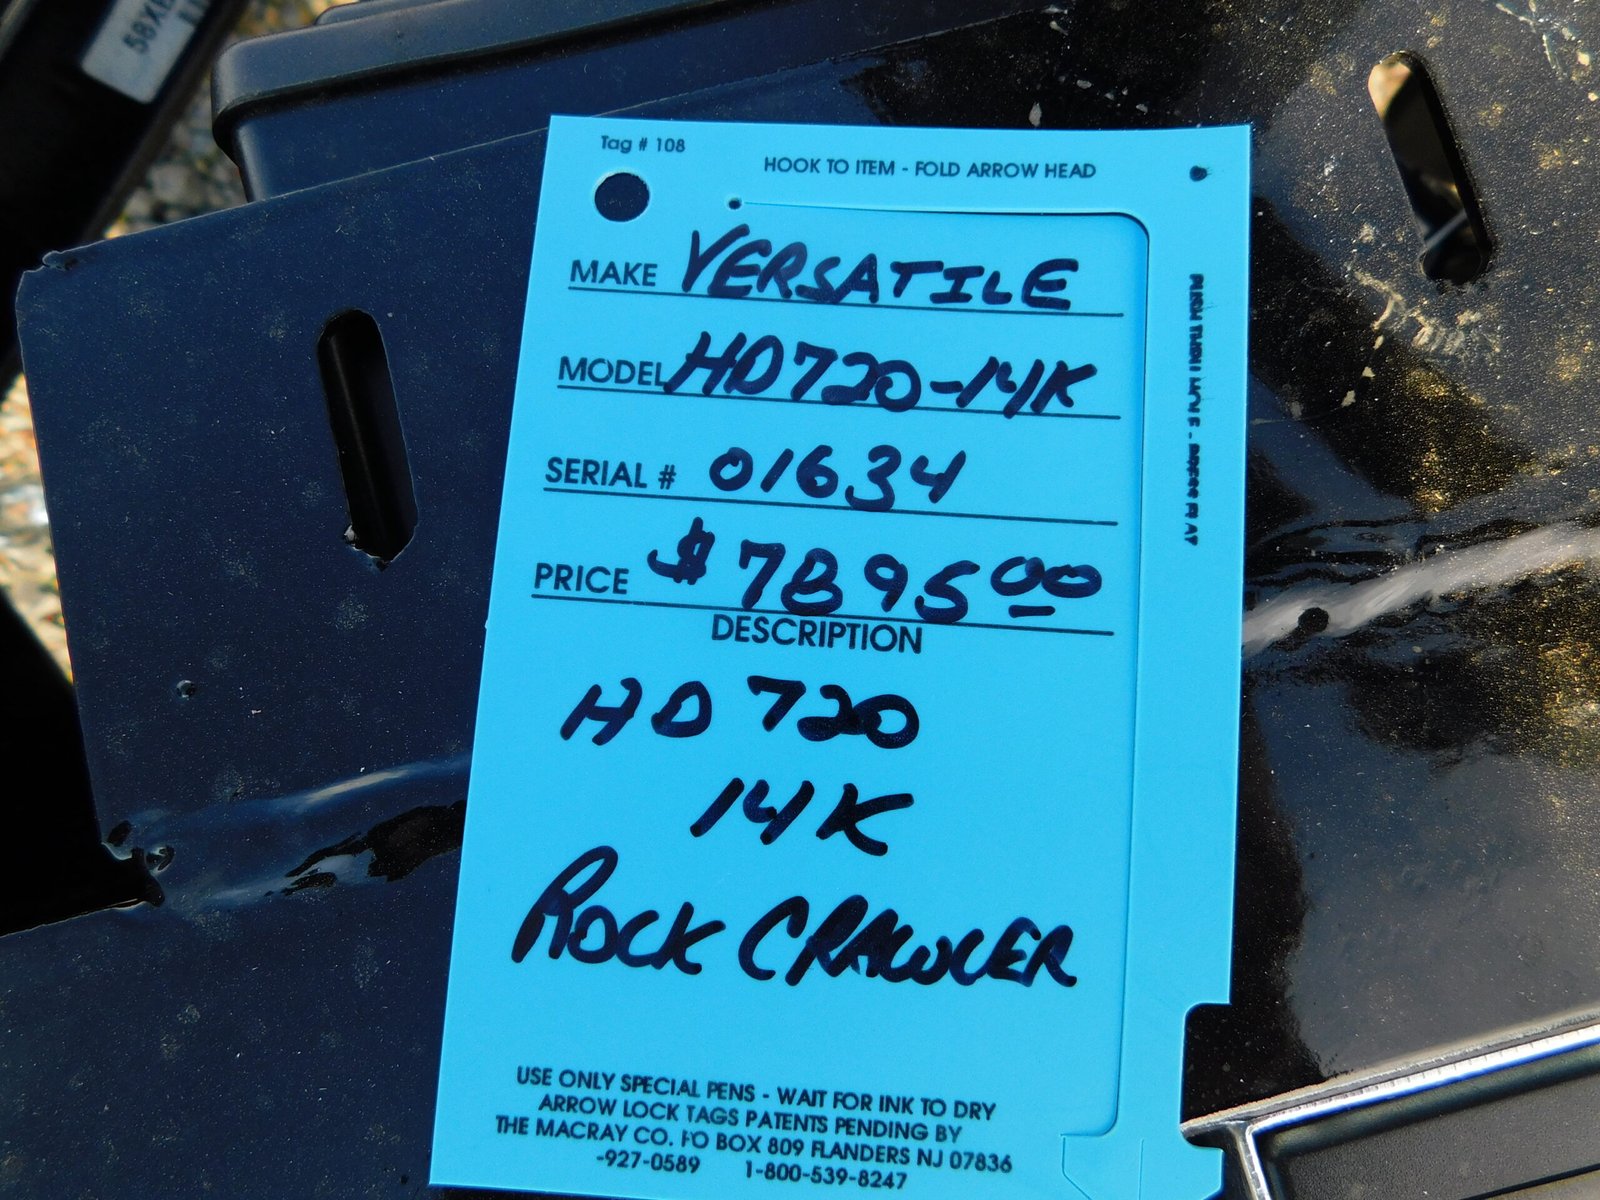 Tag # 108
HOOK TO ITEM - FOLD ARROW HEAD
MAKE VERSATILE
MODEL HD720-14K
SERIAL # 01634
PRICE $7895.00
DESCRIPTION
HD 720
14K
ROCK CRAWLER
USE ONLY SPECIAL PENS - WAIT FOR INK TO DRY
ARROW LOCK TAGS PATENTS PENDING BY
THE MACRAY CO. PO BOX 809 FLANDERS NJ 07836
-927-0589 1-800-539-8247